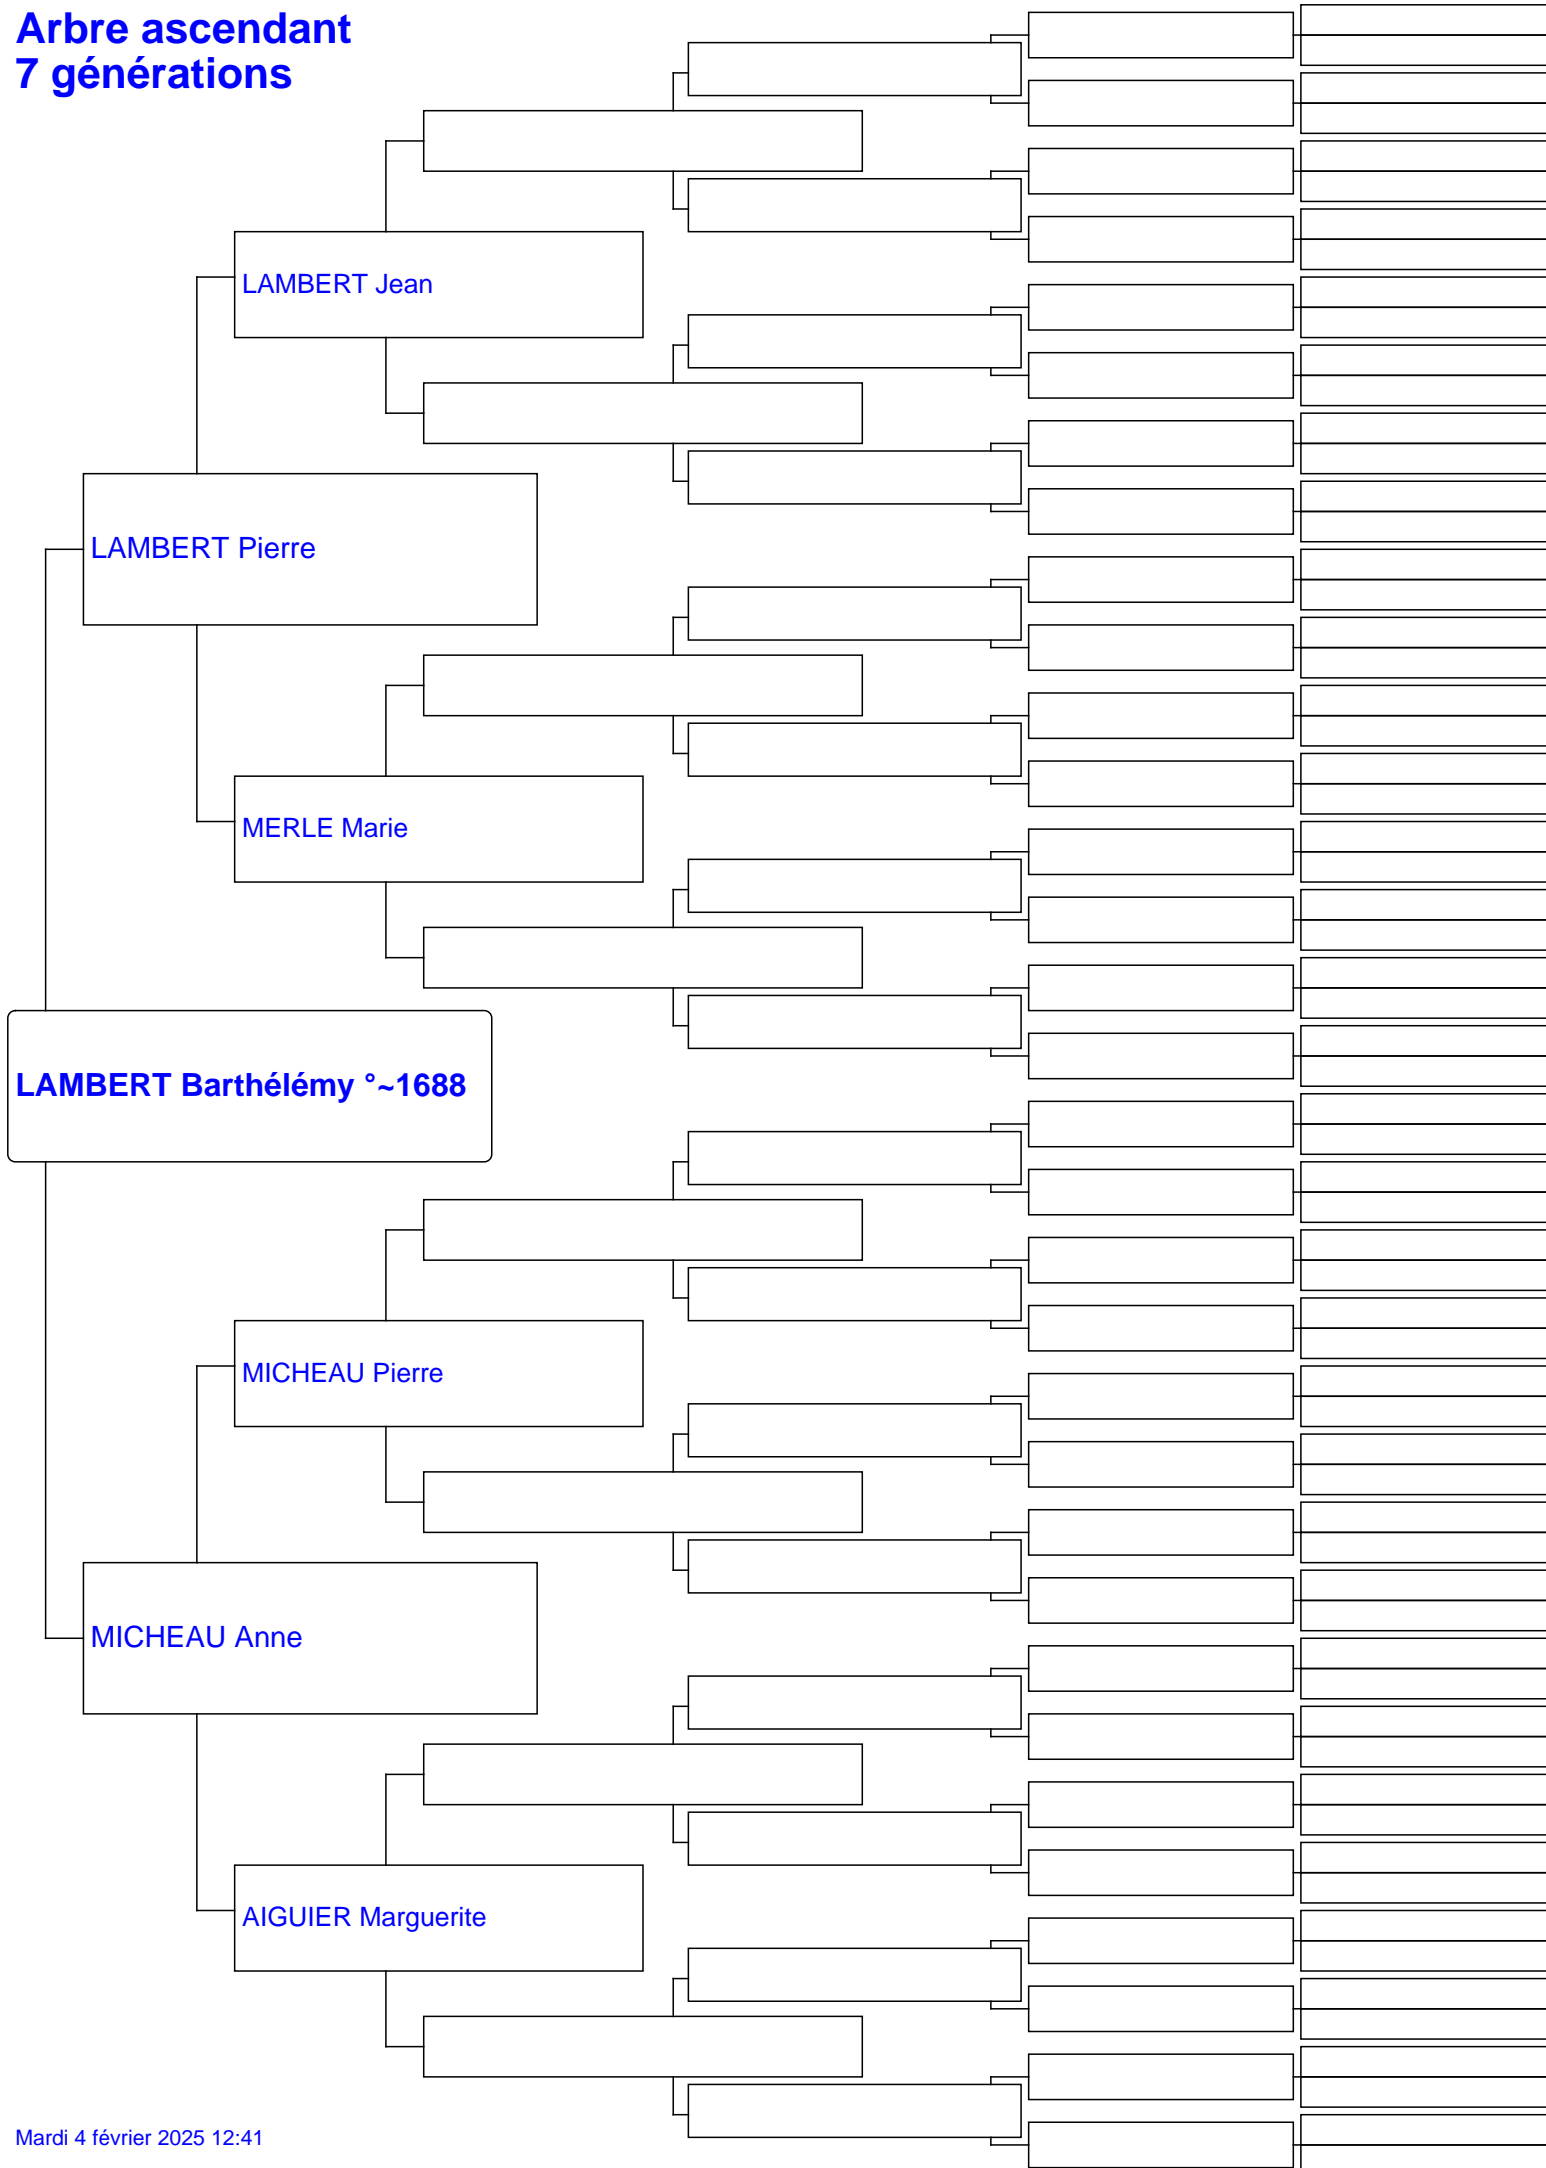 Arbre ascendant
7 générations
LAMBERT Jean
LAMBERT Pierre
MERLE Marie
LAMBERT Barthélémy °~1688
MICHEAU Pierre
MICHEAU Anne
AIGUIER Marguerite
Mardi 4 février 2025 12:41